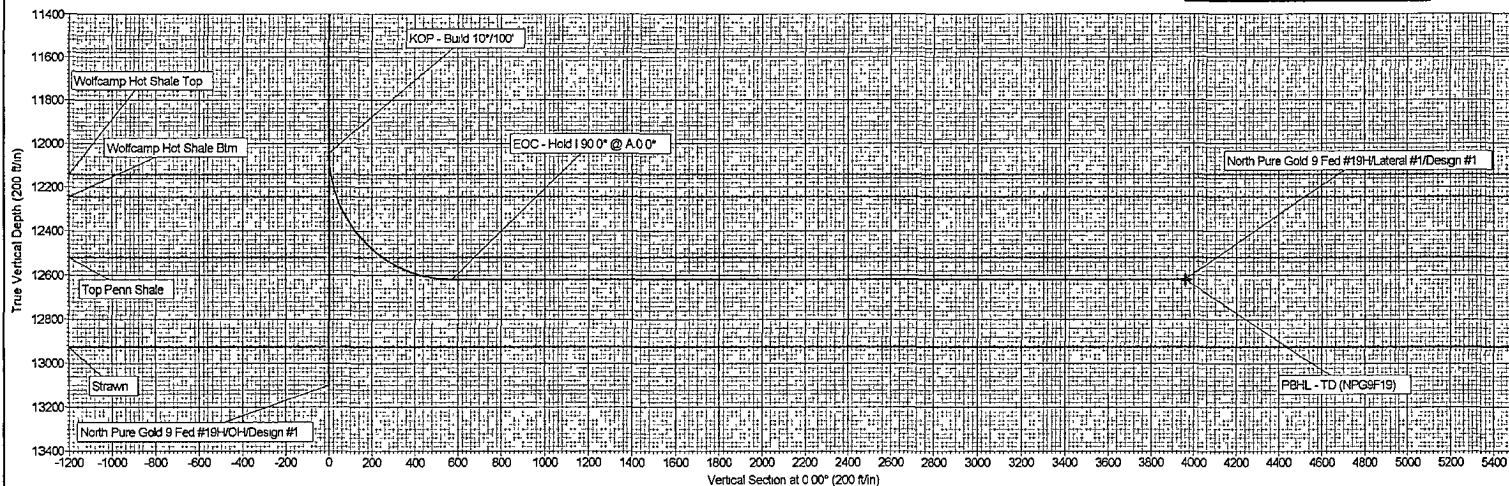 11400
11600
11800
12000
12200
12400
12600
12800
13000
13200
13400
True Vertical Depth (200 ft/in)
KOP - Build 10°/100'
Wolfcamp Hot Shale Top
Wolfcamp Hot Shale Btm
EOC - Hold I 90 0° @ A.0 0°
North Pure Gold 9 Fed #19H/Lateral #1/Design #1
Top Penn Shale
Strawn
PBHL - TD (NPG9F19)
North Pure Gold 9 Fed #19H/OH/Design #1
-1200 -1000 -800 -600 -400 -200 0 200 400 600 800 1000 1200 1400 1600 1800 2000 2200 2400 2600 2800 3000 3200 3400 3600 3800 4000 4200 4400 4600 4800 5000 5200 5400
Vertical Section at 0 00° (200 ft/in)